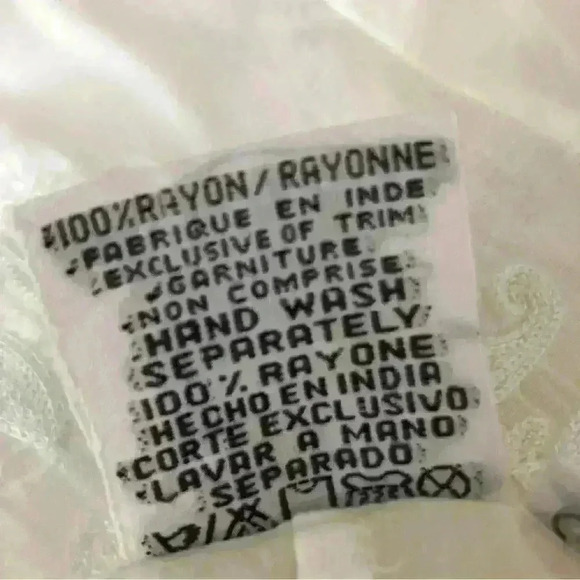 100%RAYON/RAYONNE
FABRIQUE EN INDE
EXCLUSIVE OF TRIM
GARNITURE
NON COMPRISE
HAND WASH
SEPARATELY
100% RAYONE
HECHO EN INDIA
CORTE EXCLUSIVO
LAVAR A MANO
SEPARADO